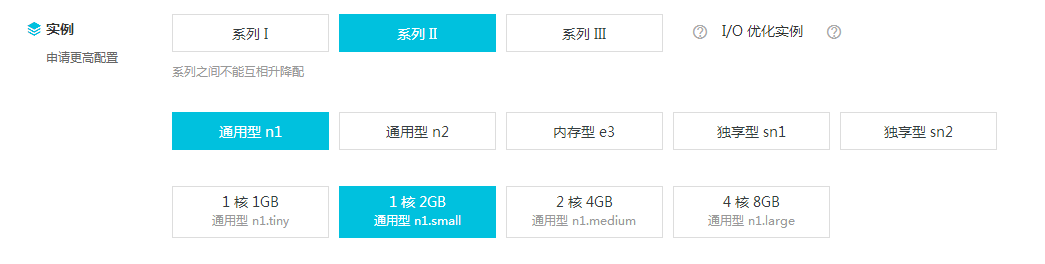 实例
系列 I
系列 II
系列 III
I/O 优化实例
申请更高配置
系列之间不能互相升降配
通用型 n1
通用型 n2
内存型 e3
独享型 sn1
独享型 sn2
1 核 1GB
通用型 n1.tiny
1 核 2GB
通用型 n1.small
2 核 4GB
通用型 n1.medium
4 核 8GB
通用型 n1.large